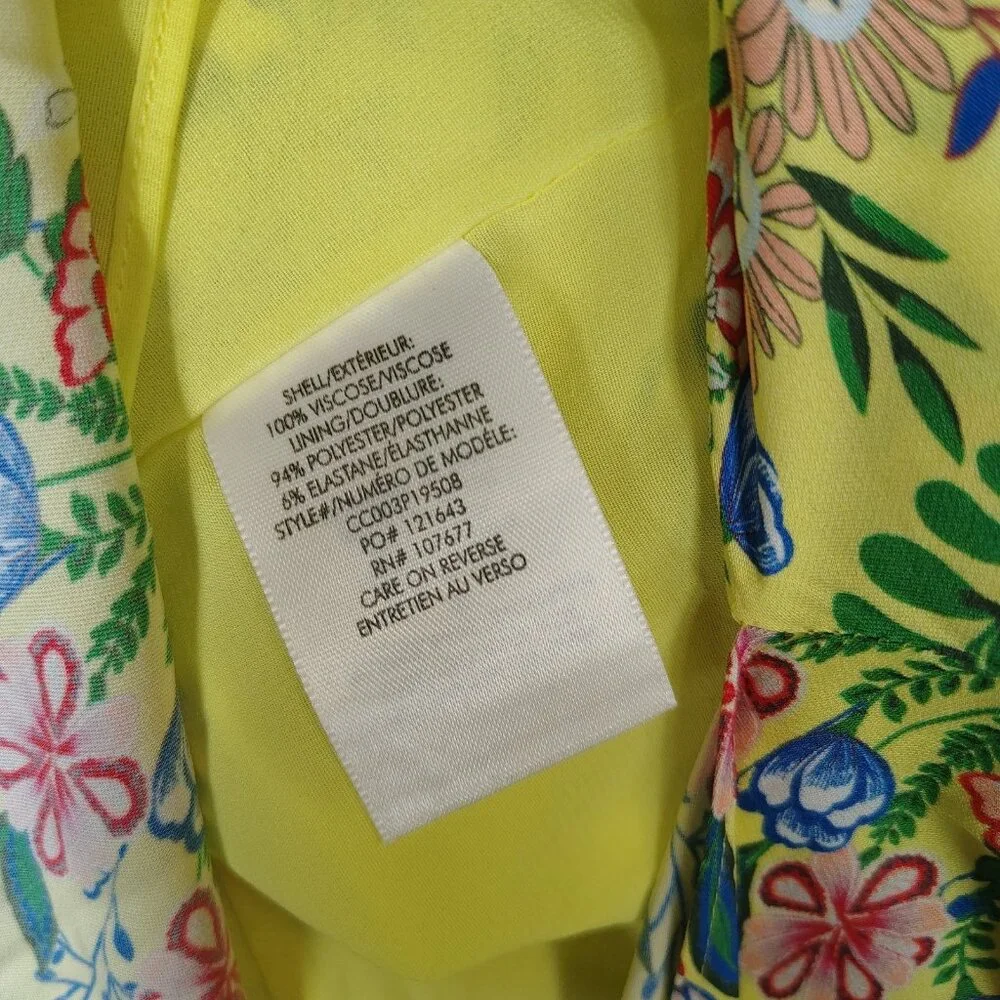 SHELL/EXTÉRIEUR:
100% VISCOSE/VISCOSE
LINING/DOUBLURE:
94% POLYESTER/POLYESTER
6% ELASTANE/ÉLASTHANNE
STYLE#/NUMÉRO DE MODÈLE:
CC003P19508
PO# 121643
RN# 107677
CARE ON REVERSE
ENTRETIEN AU VERSO